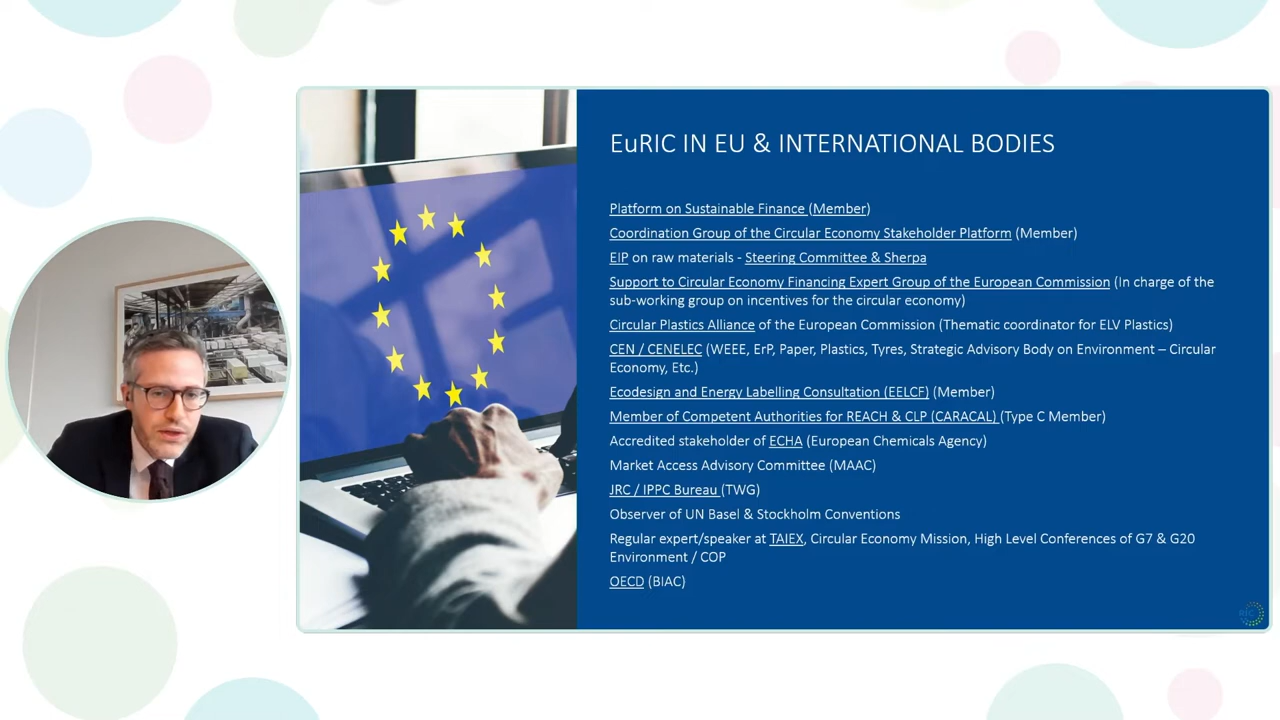 EuRIC IN EU & INTERNATIONAL BODIES
Platform on Sustainable Finance (Member)
Coordination Group of the Circular Economy Stakeholder Platform (Member)
EIP on raw materials - Steering Committee & Sherpa
Support to Circular Economy Financing Expert Group of the European Commission (In charge of the
sub-working group on incentives for the circular economy)
Circular Plastics Alliance of the European Commission (Thematic coordinator for ELV Plastics)
CEN / CENELEC (WEEE, ErP, Paper, Plastics, Tyres, Strategic Advisory Body on Environment – Circular
Economy, Etc.)
Ecodesign and Energy Labelling Consultation (EELCF) (Member)
Member of Competent Authorities for REACH & CLP (CARACAL) (Type C Member)
Accredited stakeholder of ECHA (European Chemicals Agency)
Market Access Advisory Committee (MAAC)
JRC / IPPC Bureau (TWG)
Observer of UN Basel & Stockholm Conventions
Regular expert/speaker at TAIEX, Circular Economy Mission, High Level Conferences of G7 & G20
Environment / COP
OECD (BIAC)